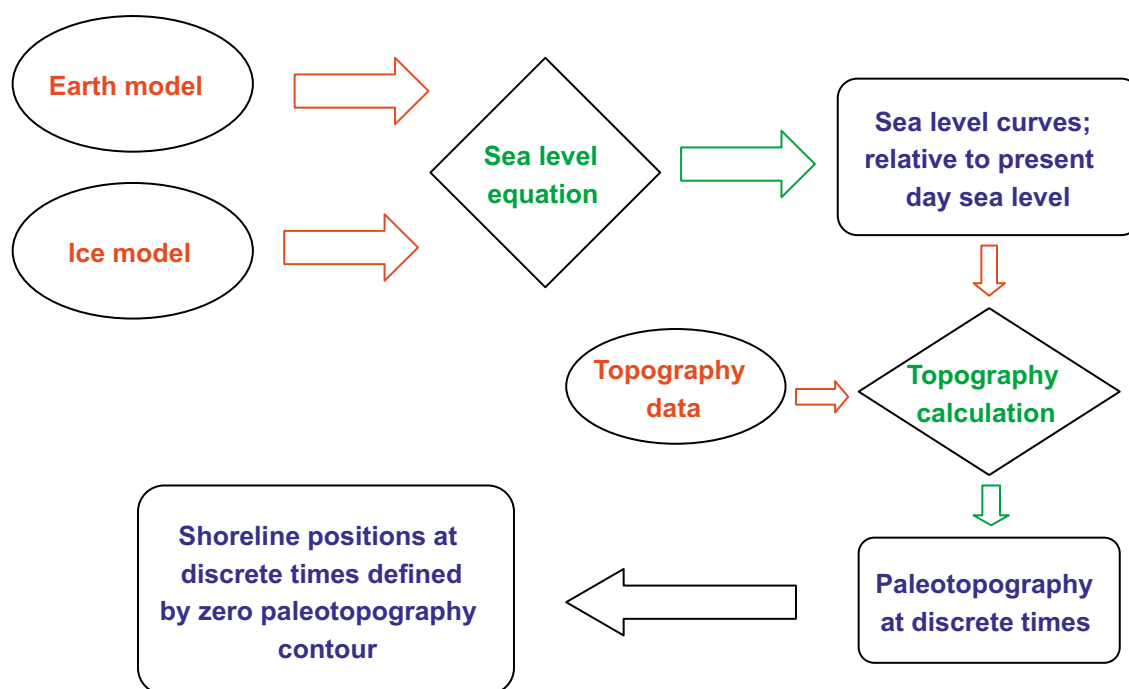 Earth model
Ice model
Sea level
equation
Sea level curves;
relative to present
day sea level
Topography
data
Topography
calculation
Paleotopography
at discrete times
Shoreline positions at
discrete times defined
by zero paleotopography
contour